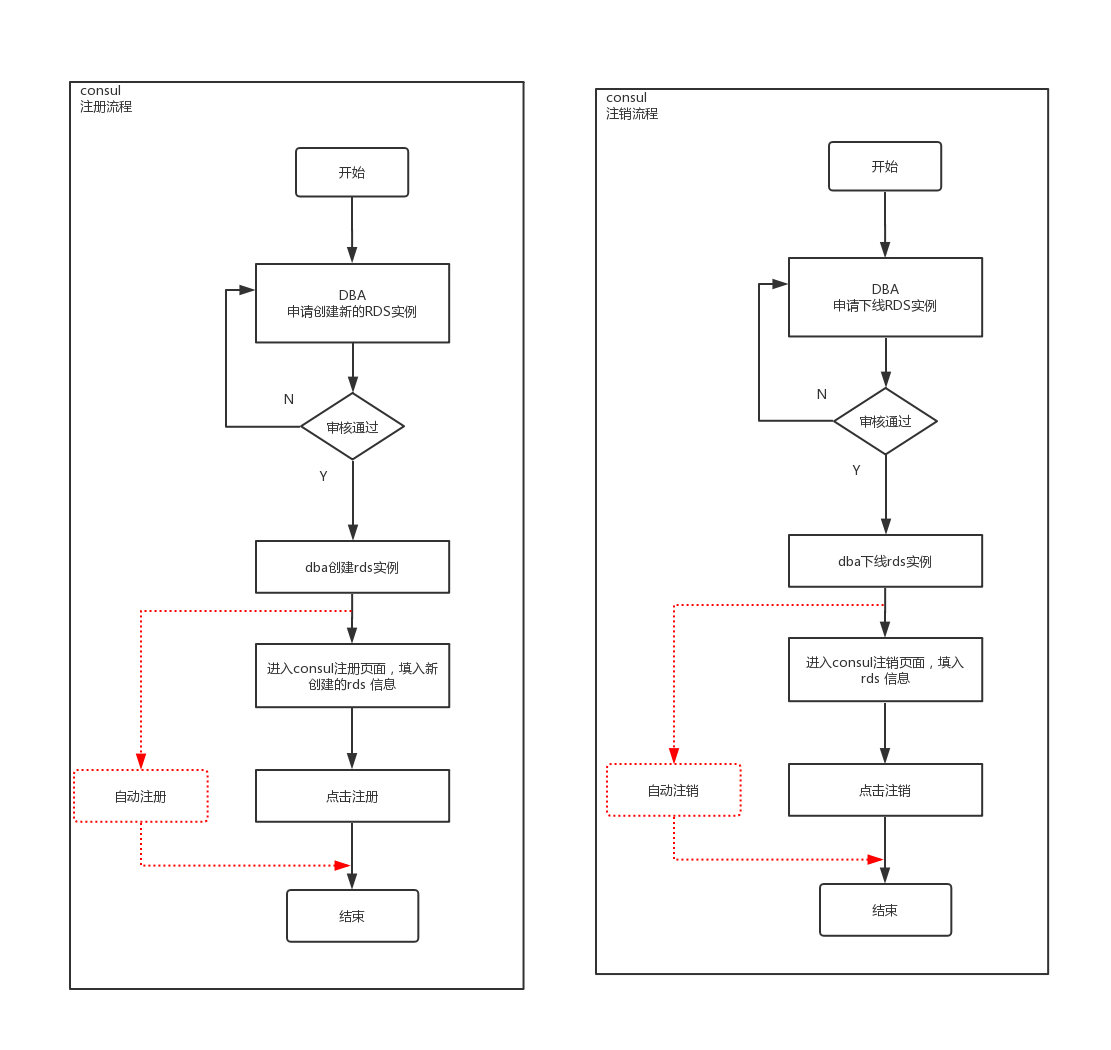 consul
注册流程
开始
DBA
申请创建新的RDS实例
N
审核通过
Y
dba创建rds实例
进入consul注册页面，填入新
创建的rds 信息
自动注册
点击注册
结束
consul
注销流程
开始
DBA
申请下线RDS实例
N
审核通过
Y
dba下线rds实例
进入consul注销页面，填入
rds 信息
自动注销
点击注销
结束